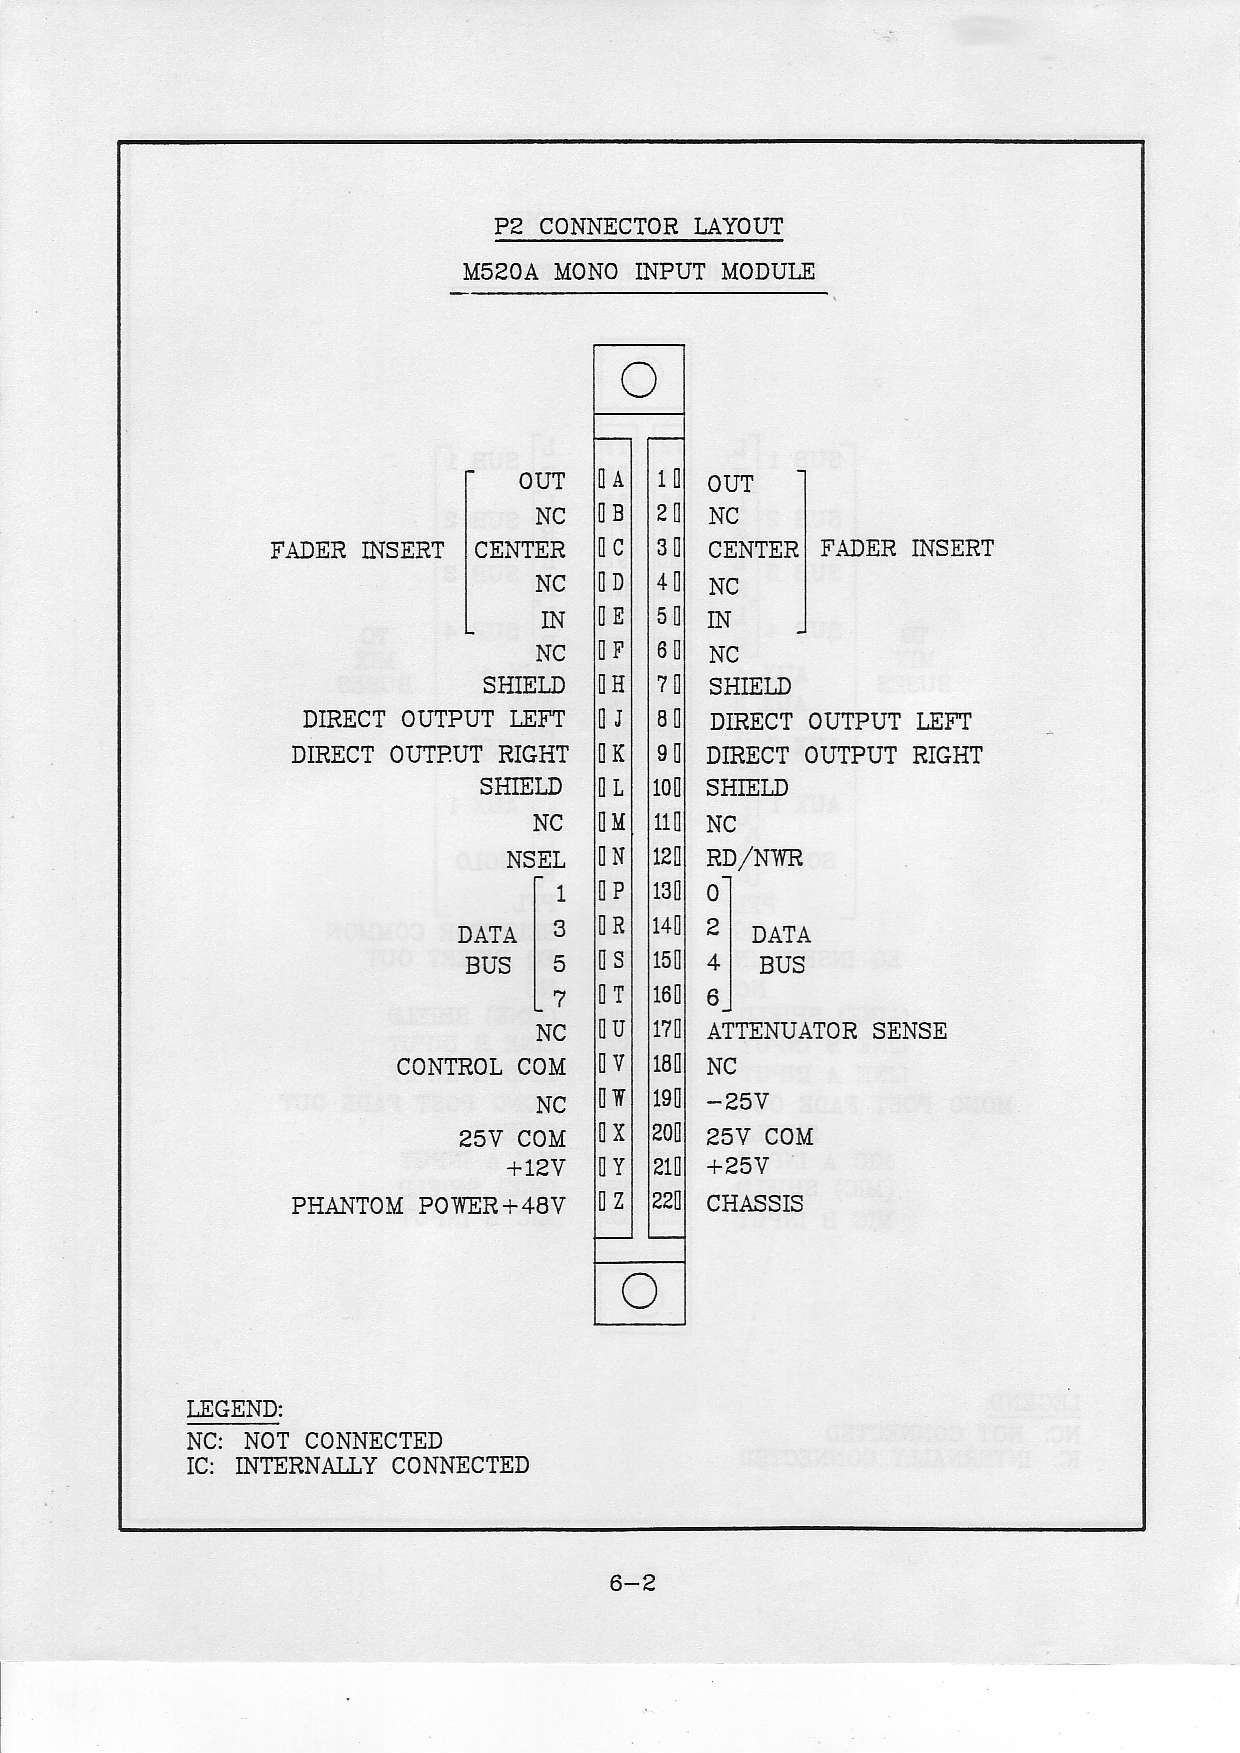 P2 CONNECTOR LAYOUT
M520A MONO INPUT MODULE
OUT A 1 OUT
NC B 2 NC
FADER INSERT CENTER C 3 CENTER FADER INSERT
NC D 4 NC
IN E 5 IN
NC F 6 NC
SHIELD H 7 SHIELD
DIRECT OUTPUT LEFT J 8 DIRECT OUTPUT LEFT
DIRECT OUTPUT RIGHT K 9 DIRECT OUTPUT RIGHT
SHIELD L 10 SHIELD
NC M 11 NC
NSEL N 12 RD/NWR
1 P 13 0
DATA 3 R 14 2 DATA
BUS 5 S 15 4 BUS
7 T 16 6
NC U 17 ATTENUATOR SENSE
CONTROL COM V 18 NC
NC W 19 -25V
25V COM X 20 25V COM
+12V Y 21 +25V
PHANTOM POWER+48V Z 22 CHASSIS
LEGEND:
NC: NOT CONNECTED
IC: INTERNALLY CONNECTED
6-2